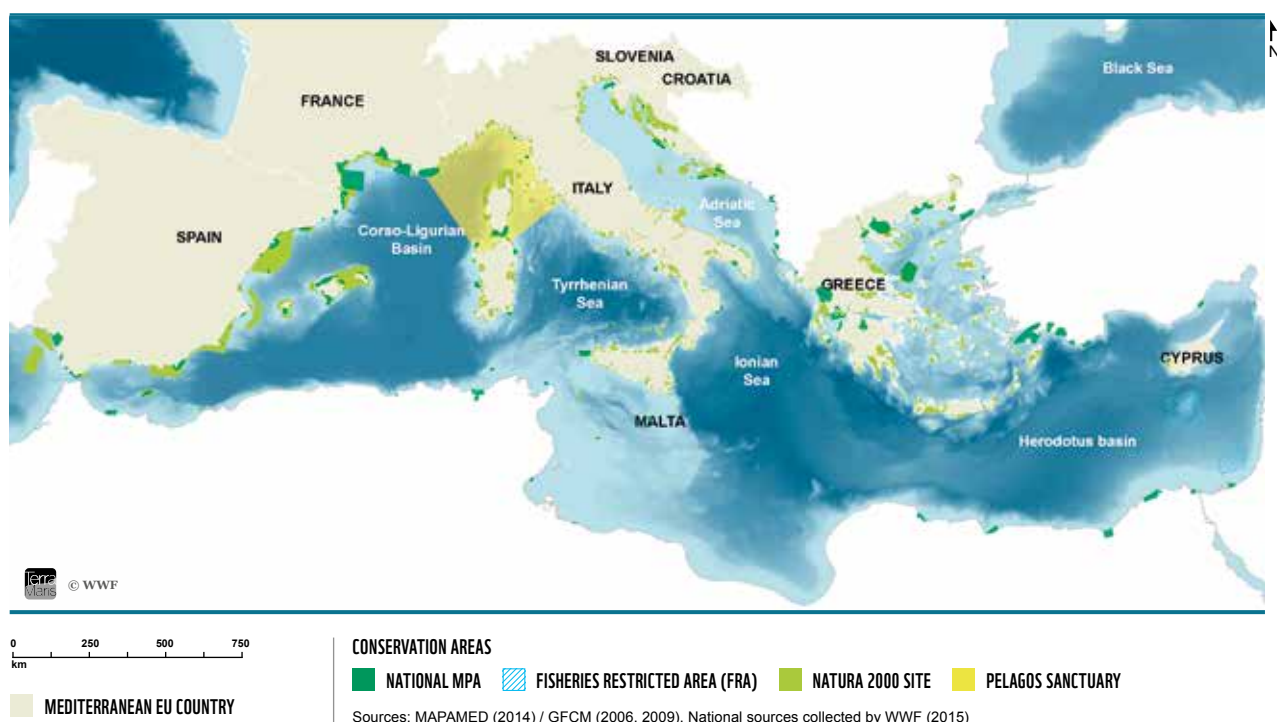 N
SLOVENIA
CROATIA
Black Sea
FRANCE
ITALY
Adriatic
Sea
SPAIN
Corso-Ligurian
Basin
Tyrrhenian
Sea
GREECE
Ionian
Sea
CYPRUS
MALTA
Herodotus basin
Terra
Maris
© WWF
0 250 500 750
km
MEDITERRANEAN EU COUNTRY
CONSERVATION AREAS
NATIONAL MPA
FISHERIES RESTRICTED AREA (FRA)
NATURA 2000 SITE
PELAGOS SANCTUARY
Sources: MAPAMED (2014) / GFCM (2006, 2009), National sources collected by WWF (2015)